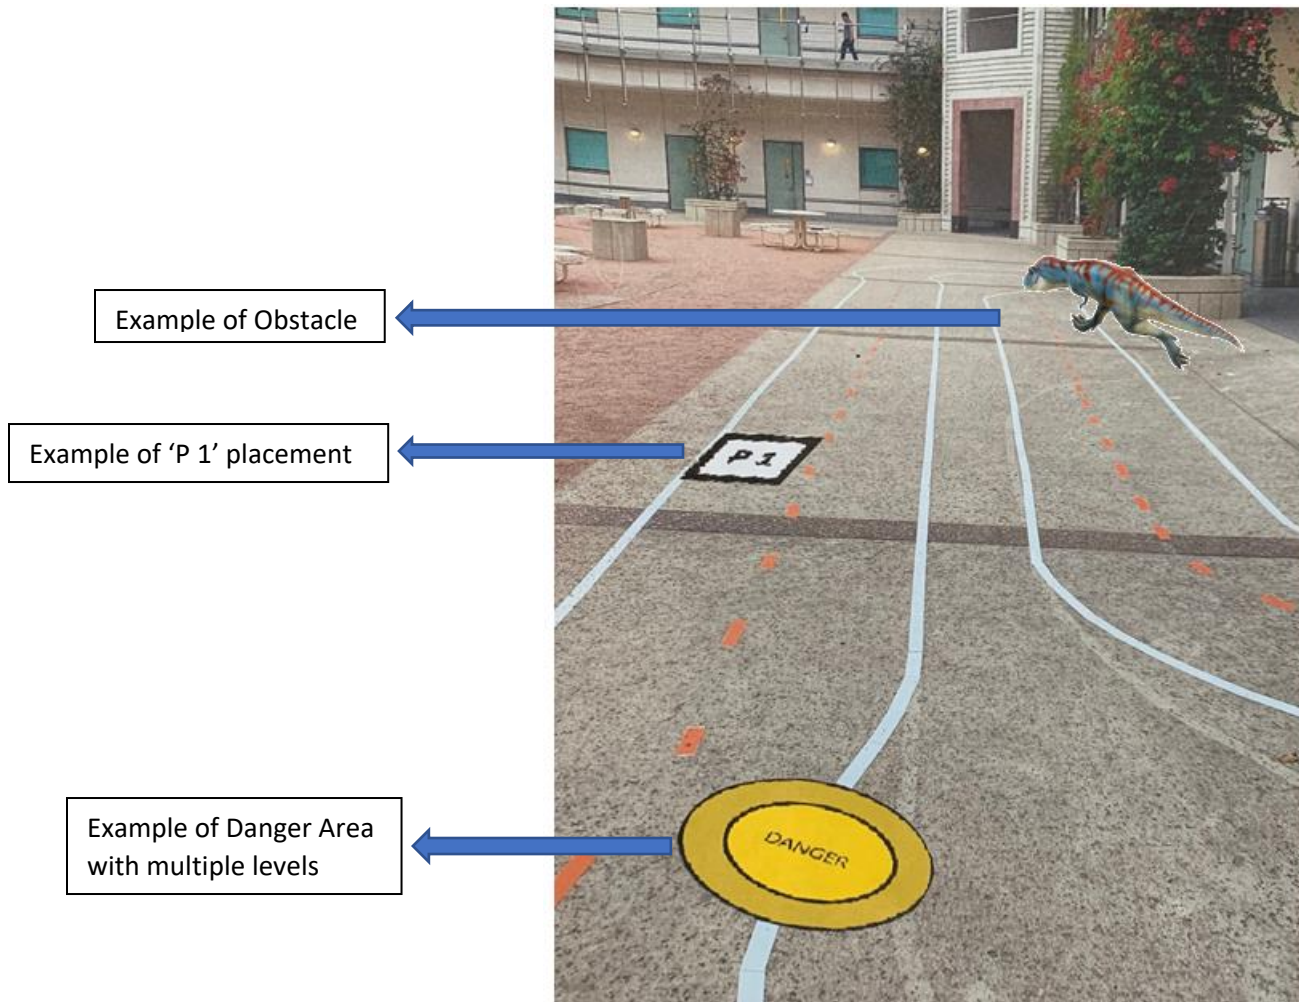 Example of Obstacle
Example of 'P 1' placement
P 1
Example of Danger Area
with multiple levels
DANGER